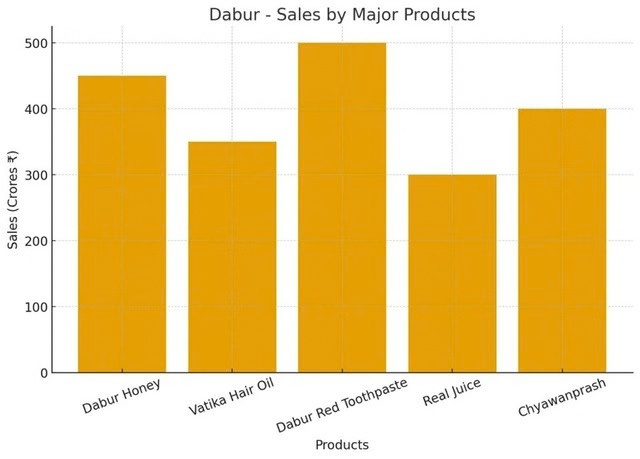 Dabur - Sales by Major Products
Sales (Crores ₹)
500
400
300
200
100
0
Dabur Honey
Vatika Hair Oil
Dabur Red Toothpaste
Real Juice
Chyawanprash
Products